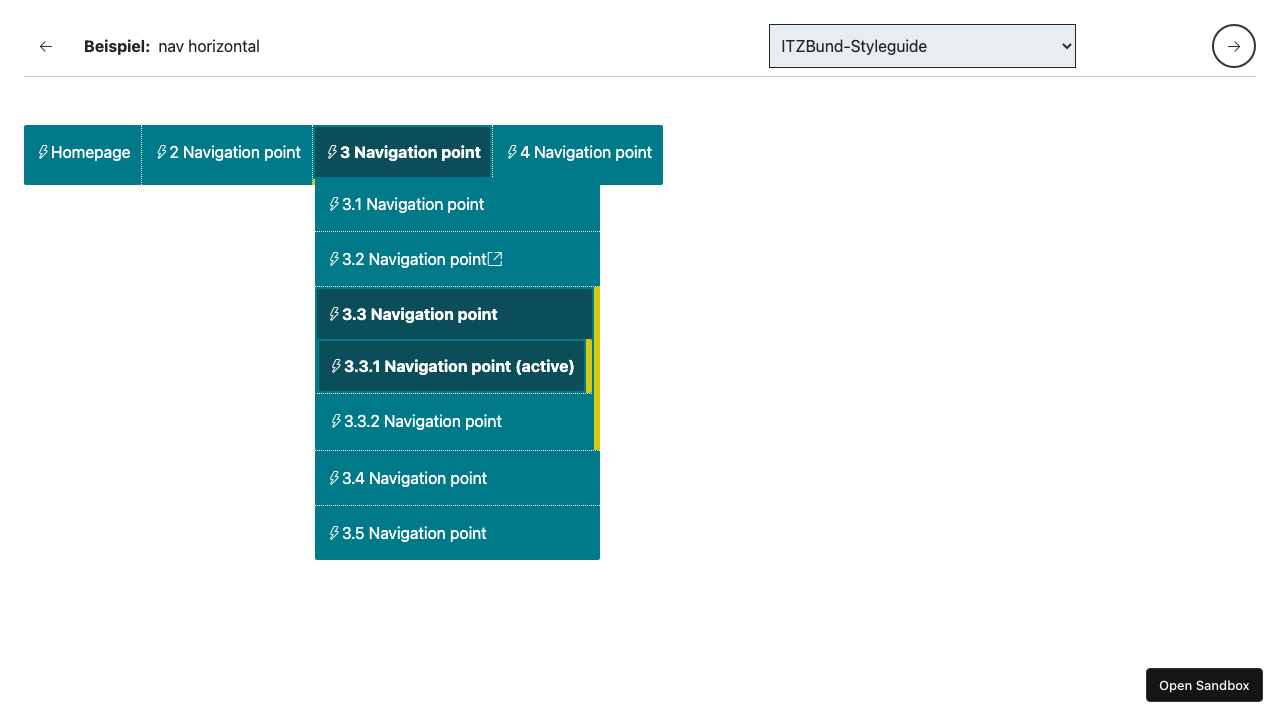 Beispiel: nav horizontal
ITZBund-Styleguide
Homepage
2 Navigation point
3 Navigation point
4 Navigation point
3.1 Navigation point
3.2 Navigation point
3.3 Navigation point
3.3.1 Navigation point (active)
3.3.2 Navigation point
3.4 Navigation point
3.5 Navigation point
Open Sandbox